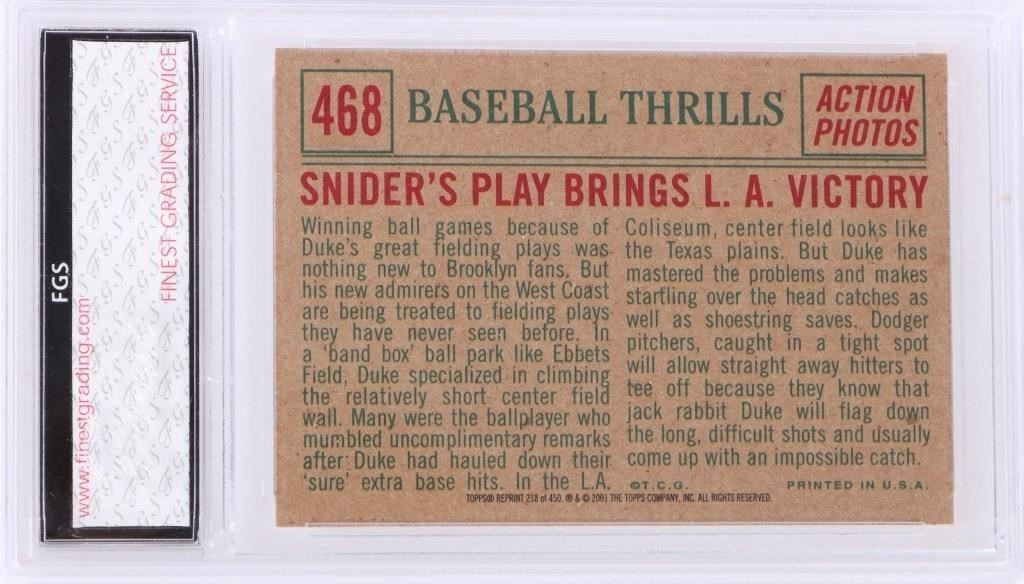 FGS
www.finestgrading.com
FINEST GRADING SERVICE
468
BASEBALL THRILLS
ACTION
PHOTOS
SNIDER'S PLAY BRINGS L. A. VICTORY
Winning ball games because of
Duke's great fielding plays was
nothing new to Brooklyn fans. But
his new admirers on the West Coast
are being treated to fielding plays
they have never seen before. In
a 'band box' ball park like Ebbets
Field, Duke specialized in climbing
the relatively short center field
wall. Many were the ballplayer who
mumbled uncomplimentary remarks
after Duke had hauled down their
'sure' extra base hits. In the L.A.
Coliseum, center field looks like
the Texas plains. But Duke has
mastered the problems and makes
startling over the head catches as
well as shoestring saves. Dodger
pitchers, caught in a tight spot
will allow straight away hitters to
tee off because they know that
jack rabbit Duke will flag down
the long, difficult shots and usually
come up with an impossible catch.
©T.C.G. PRINTED IN U.S.A.
TOPPS® REPRINT 238 of 450. ® & © 2001 THE TOPPS COMPANY, INC. ALL RIGHTS RESERVED.